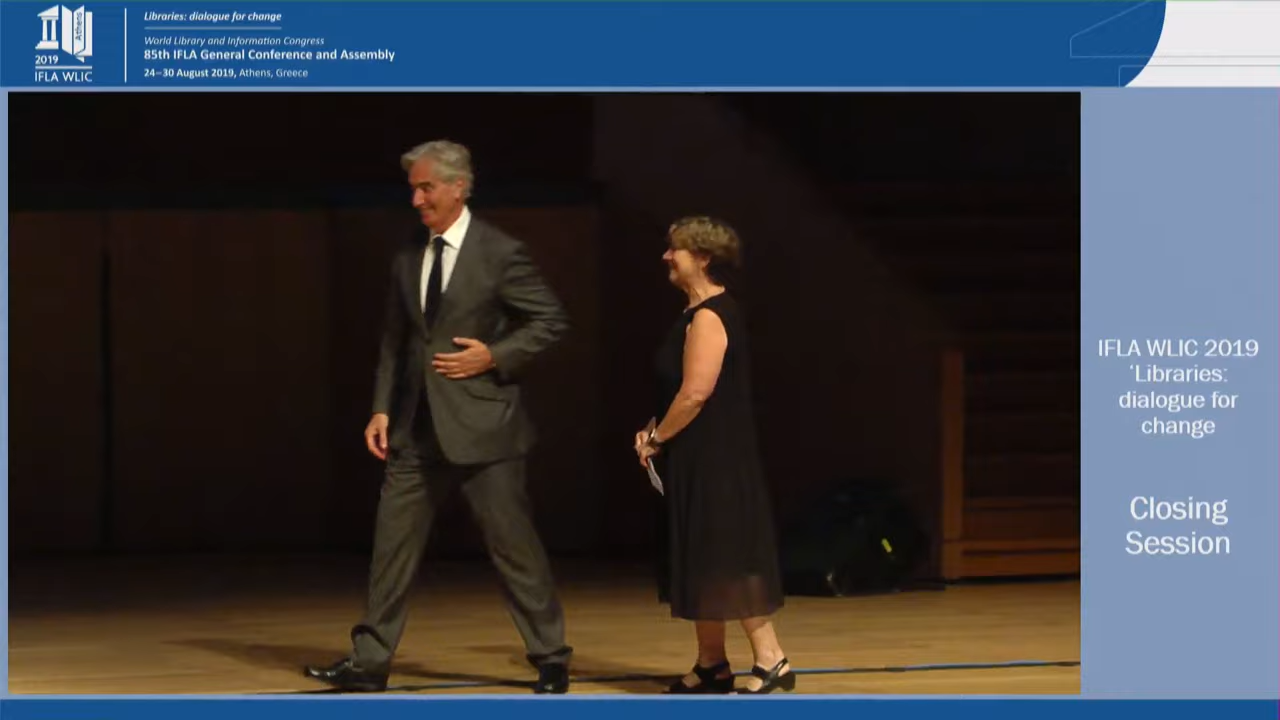 Athens
2019
IFLA WLIC
Libraries: dialogue for change
World Library and Information Congress
85th IFLA General Conference and Assembly
24–30 August 2019, Athens, Greece
IFLA WLIC 2019
‘Libraries:
dialogue for
change
Closing
Session